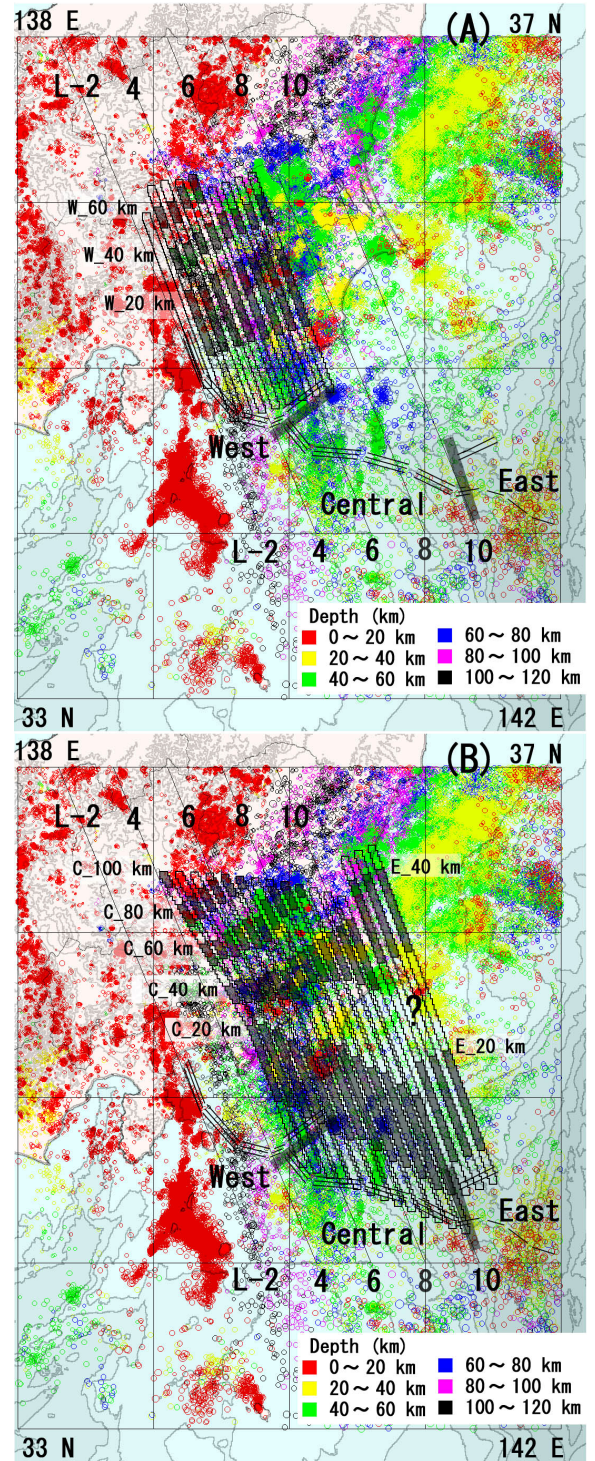 138 E (A) 37 N
L-2 4 6 8 10
W_60 km
W_40 km
W_20 km
West
East
Central
L-2 4 6 8 10
Depth (km)
0～20 km 60～80 km
20～40 km 80～100 km
40～60 km 100～120 km
33 N 142 E
138 E (B) 37 N
L-2 4 6 8 10
C_100 km E_40 km
C_80 km
C_60 km
C_40 km
?
C_20 km
E_20 km
West
East
Central
L-2 4 6 8 10
Depth (km)
0～20 km 60～80 km
20～40 km 80～100 km
40～60 km 100～120 km
33 N 142 E